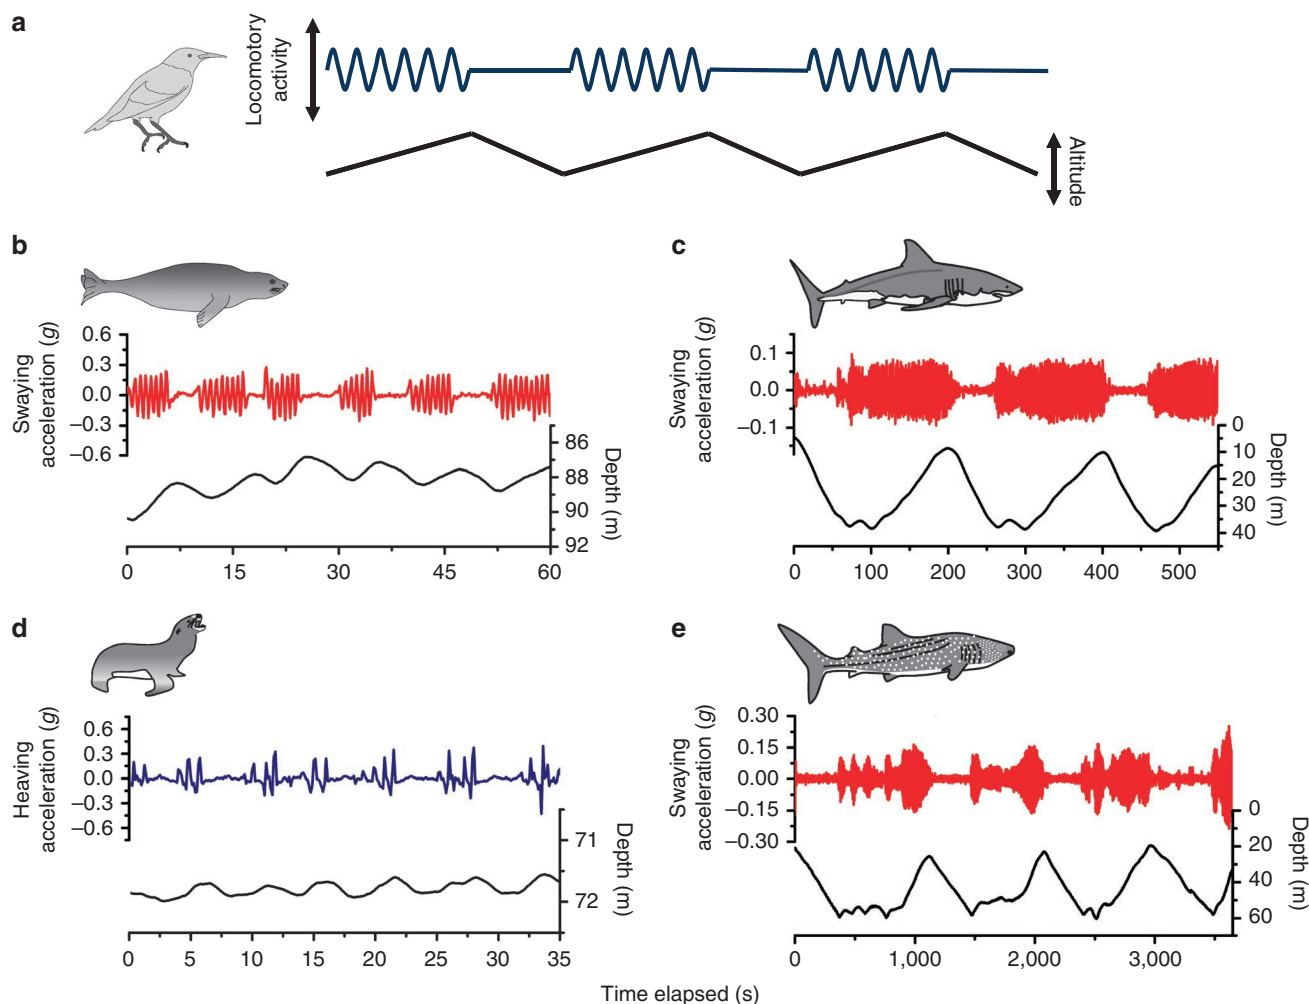 a
Locomotory
activity
Altitude
b
Swaying
acceleration (g)
0.6
0.3
0.0
–0.3
–0.6
86
88
90
92
Depth (m)
0 15 30 45 60
c
Swaying
acceleration (g)
0.1
0.0
–0.1
0
10
20
30
40
Depth (m)
0 100 200 300 400 500
d
Heaving
acceleration (g)
0.6
0.3
0.0
–0.3
–0.6
71
72
Depth (m)
0 5 10 15 20 25 30 35
e
Swaying
acceleration (g)
0.30
0.15
0.00
–0.15
–0.30
0
20
40
60
Depth (m)
0 1,000 2,000 3,000
Time elapsed (s)